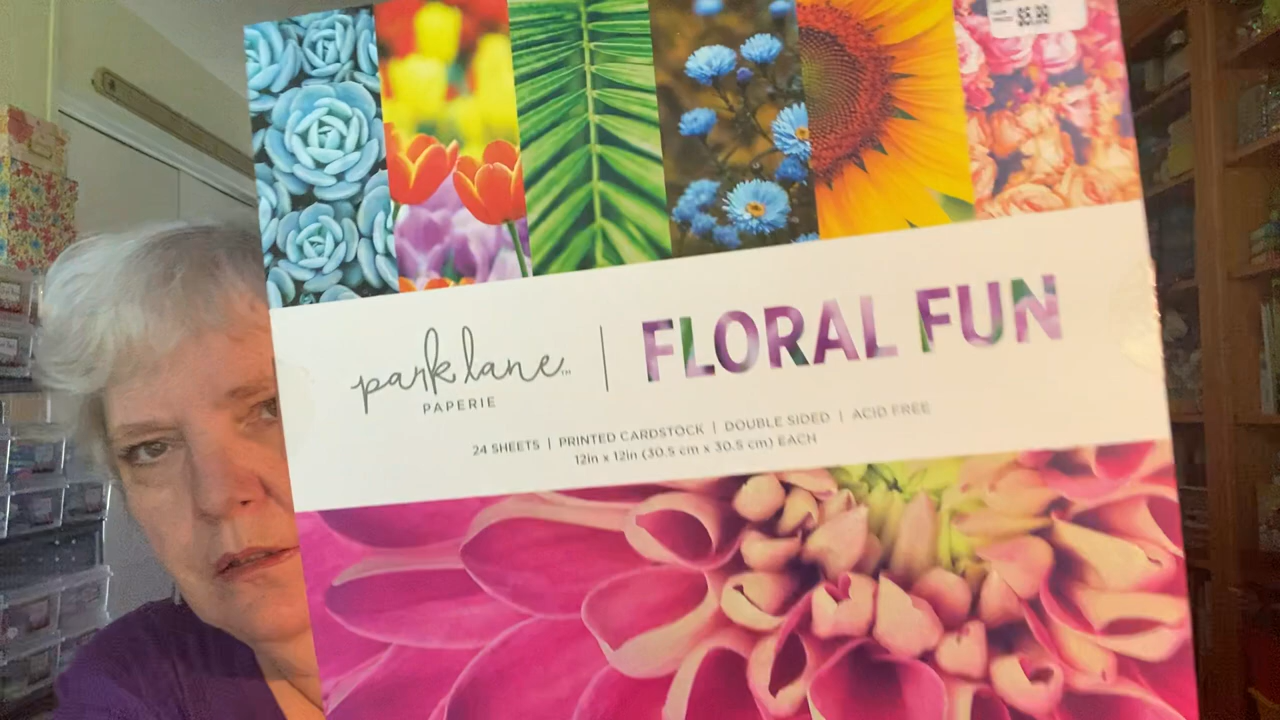 $5.99
park lane™ | FLORAL FUN
PAPERIE
24 SHEETS | PRINTED CARDSTOCK | DOUBLE SIDED | ACID FREE
12in x 12in (30.5 cm x 30.5 cm) EACH